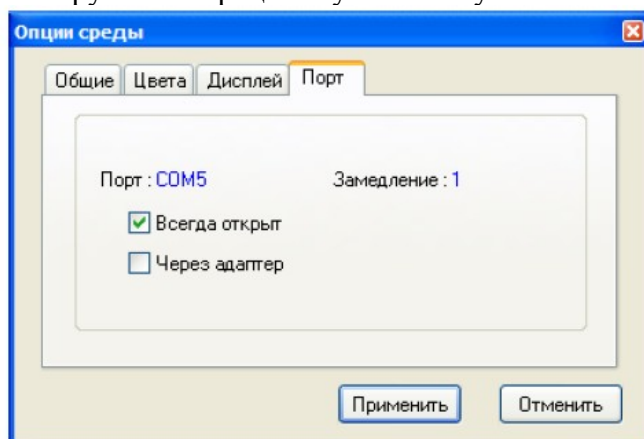 Опции среды
Общие Цвета Дисплей Порт
Порт : COM5 Замедление : 1
Всегда открыт
Через адаптер
Применить Отменить